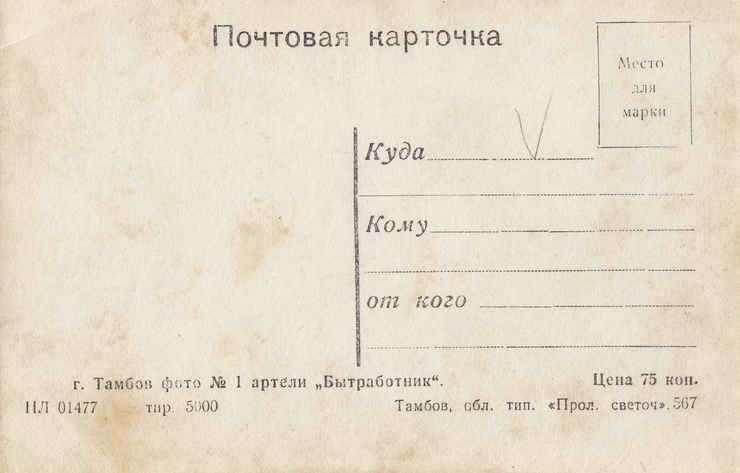 Почтовая карточка
Место
для
марки
Куда
Кому
от кого
г. Тамбов фото № 1 артели „Бытработник“.
Цена 75 коп.
НЛ 01477 тир. 5000
Тамбов, обл. тип. «Прол. светоч». 567